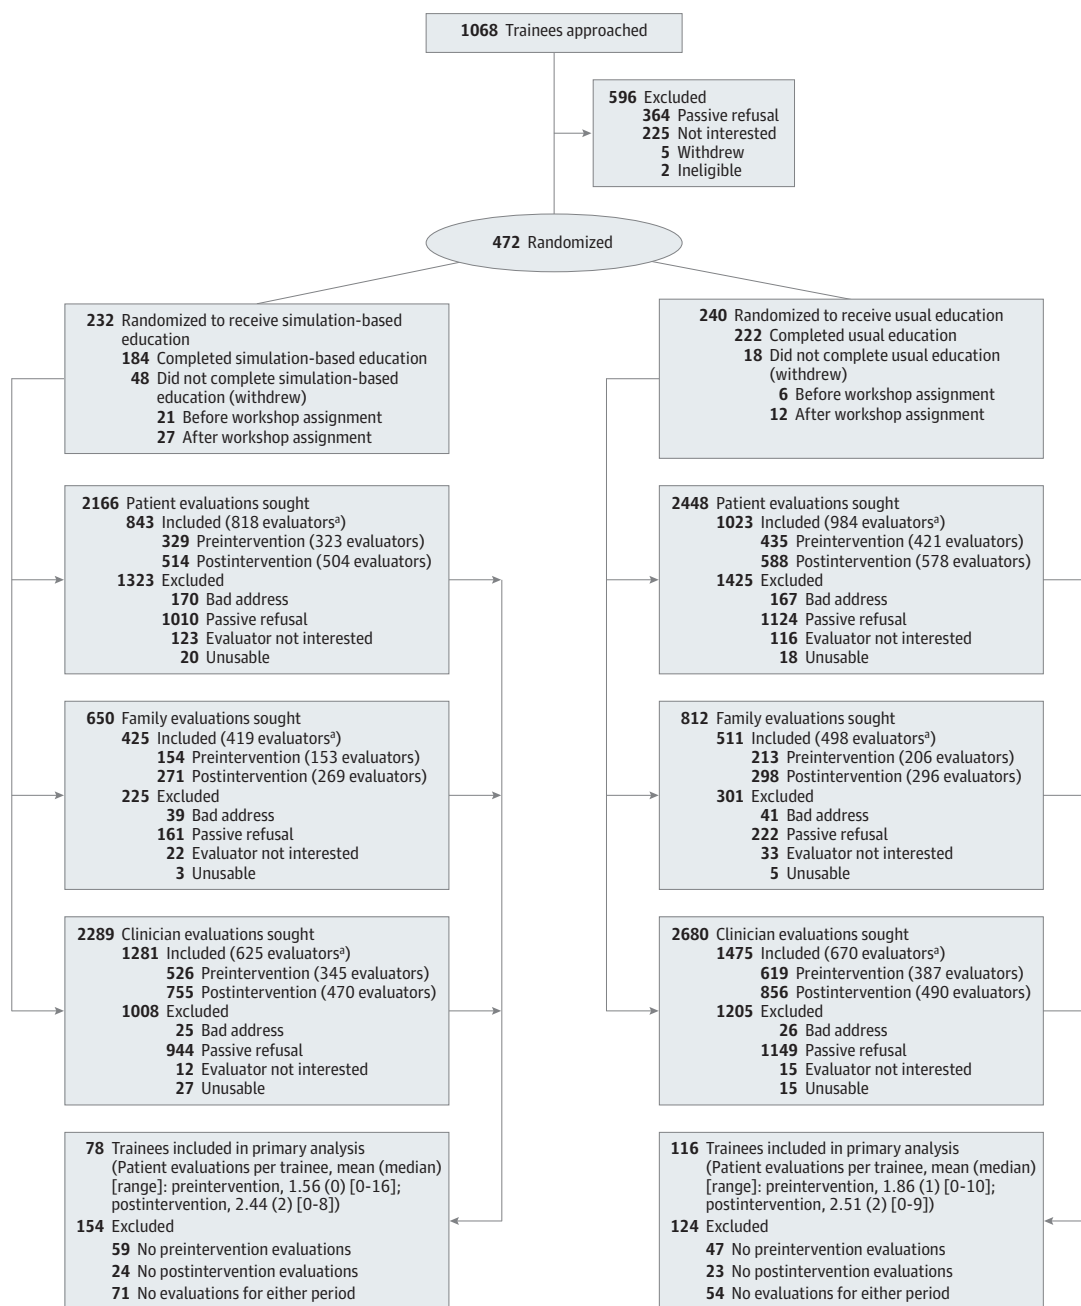 1068 Trainees approached
596 Excluded
364 Passive refusal
225 Not interested
5 Withdrew
2 Ineligible
472 Randomized
232 Randomized to receive simulation-based
education
184 Completed simulation-based education
48 Did not complete simulation-based
education (withdrew)
21 Before workshop assignment
27 After workshop assignment
240 Randomized to receive usual education
222 Completed usual education
18 Did not complete usual education
(withdrew)
6 Before workshop assignment
12 After workshop assignment
2166 Patient evaluations sought
843 Included (818 evaluatorsª)
329 Preintervention (323 evaluators)
514 Postintervention (504 evaluators)
1323 Excluded
170 Bad address
1010 Passive refusal
123 Evaluator not interested
20 Unusable
2448 Patient evaluations sought
1023 Included (984 evaluatorsª)
435 Preintervention (421 evaluators)
588 Postintervention (578 evaluators)
1425 Excluded
167 Bad address
1124 Passive refusal
116 Evaluator not interested
18 Unusable
650 Family evaluations sought
425 Included (419 evaluatorsª)
154 Preintervention (153 evaluators)
271 Postintervention (269 evaluators)
225 Excluded
39 Bad address
161 Passive refusal
22 Evaluator not interested
3 Unusable
812 Family evaluations sought
511 Included (498 evaluatorsª)
213 Preintervention (206 evaluators)
298 Postintervention (296 evaluators)
301 Excluded
41 Bad address
222 Passive refusal
33 Evaluator not interested
5 Unusable
2289 Clinician evaluations sought
1281 Included (625 evaluatorsª)
526 Preintervention (345 evaluators)
755 Postintervention (470 evaluators)
1008 Excluded
25 Bad address
944 Passive refusal
12 Evaluator not interested
27 Unusable
2680 Clinician evaluations sought
1475 Included (670 evaluatorsª)
619 Preintervention (387 evaluators)
856 Postintervention (490 evaluators)
1205 Excluded
26 Bad address
1149 Passive refusal
15 Evaluator not interested
15 Unusable
78 Trainees included in primary analysis
(Patient evaluations per trainee, mean (median)
[range]: preintervention, 1.56 (0) [0-16];
postintervention, 2.44 (2) [0-8])
154 Excluded
59 No preintervention evaluations
24 No postintervention evaluations
71 No evaluations for either period
116 Trainees included in primary analysis
(Patient evaluations per trainee, mean (median)
[range]: preintervention, 1.86 (1) [0-10];
postintervention, 2.51 (2) [0-9])
124 Excluded
47 No preintervention evaluations
23 No postintervention evaluations
54 No evaluations for either period